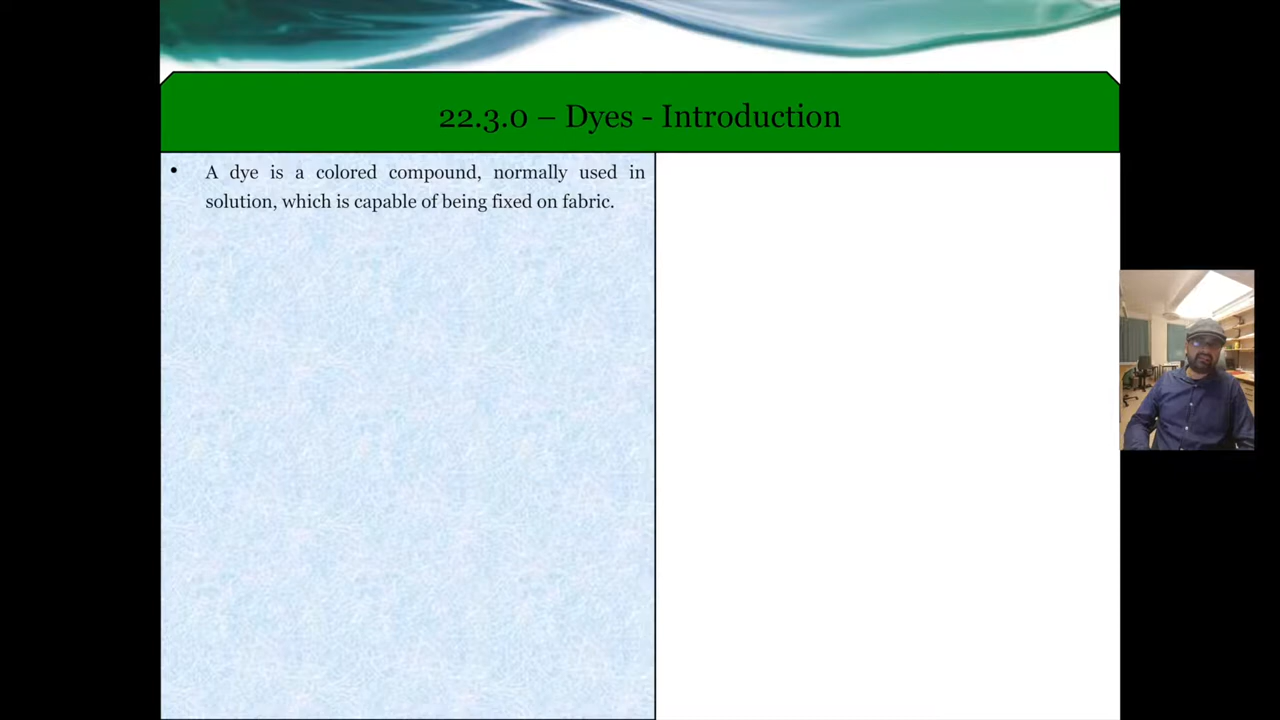 22.3.0 – Dyes - Introduction
• A dye is a colored compound, normally used in
solution, which is capable of being fixed on fabric.